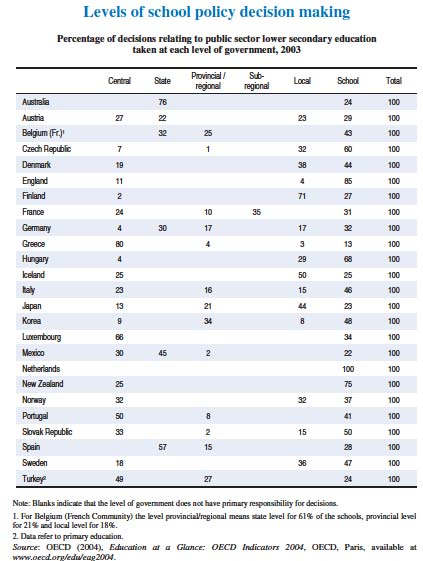 Levels of school policy decision making
Percentage of decisions relating to public sector lower secondary education
taken at each level of government, 2003
Central State Provincial / regional Sub-regional Local School Total
Australia 76 24 100
Austria 27 22 23 29 100
Belgium (Fr.)¹ 32 25 43 100
Czech Republic 7 1 32 60 100
Denmark 19 38 44 100
England 11 4 85 100
Finland 2 71 27 100
France 24 10 35 31 100
Germany 4 30 17 17 32 100
Greece 80 4 3 13 100
Hungary 4 29 68 100
Iceland 25 50 25 100
Italy 23 16 15 46 100
Japan 13 21 44 23 100
Korea 9 34 8 48 100
Luxembourg 66 34 100
Mexico 30 45 2 22 100
Netherlands 100 100
New Zealand 25 75 100
Norway 32 32 37 100
Portugal 50 8 41 100
Slovak Republic 33 2 15 50 100
Spain 57 15 28 100
Sweden 18 36 47 100
Turkey² 49 27 24 100
Note: Blanks indicate that the level of government does not have primary responsibility for decisions.
1. For Belgium (French Community) the level provincial/regional means state level for 61% of the schools, provincial level
for 21% and local level for 18%.
2. Data refer to primary education.
Source: OECD (2004), Education at a Glance: OECD Indicators 2004, OECD, Paris, available at
www.oecd.org/edu/eag2004.